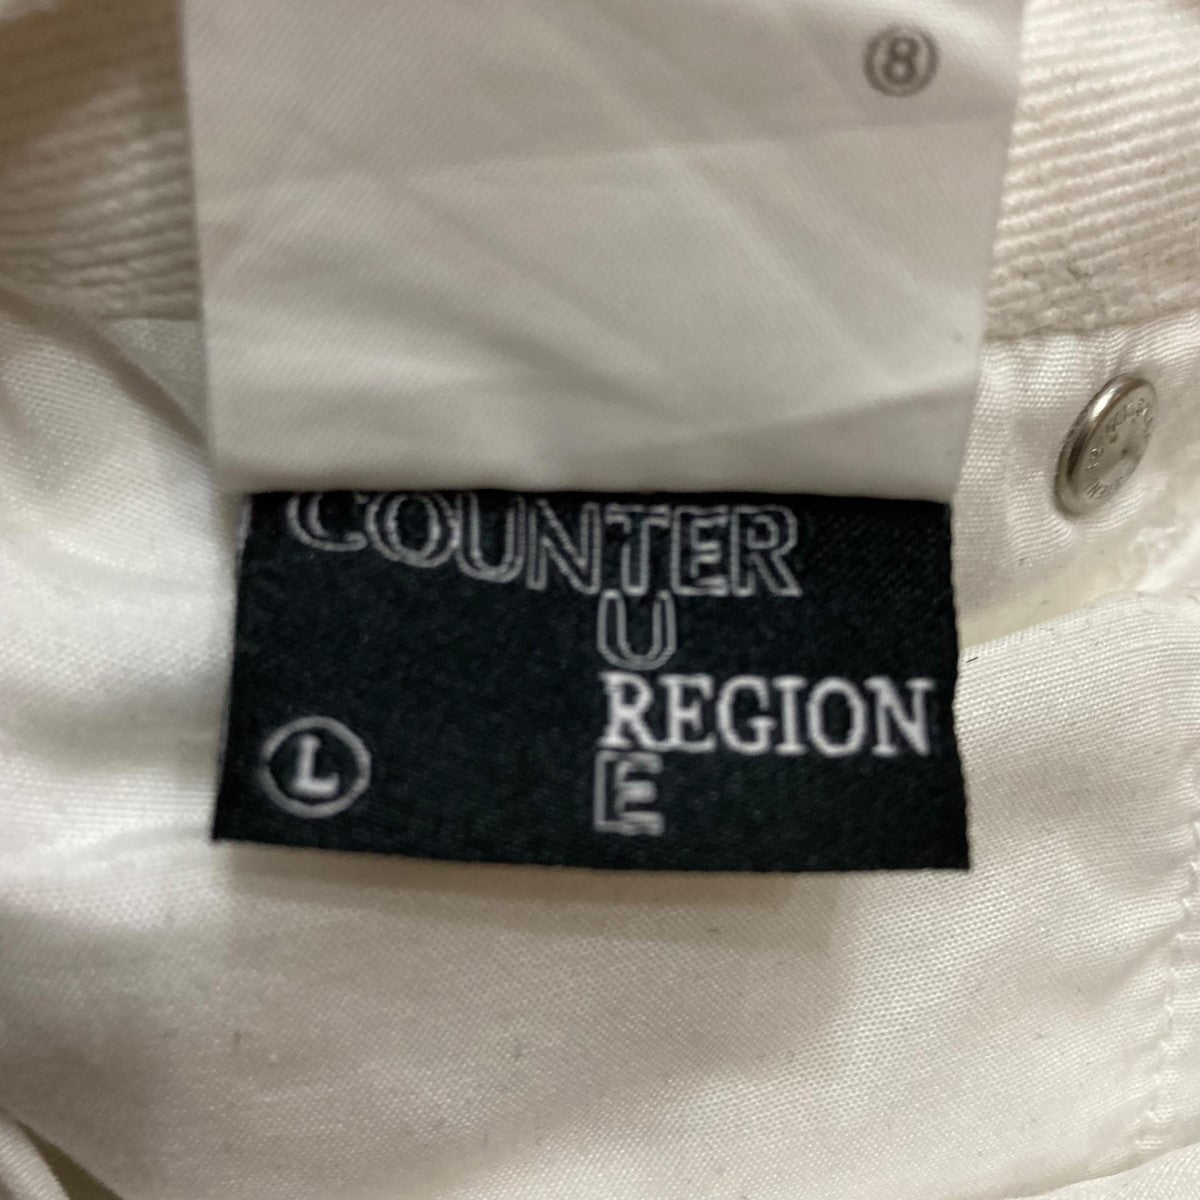 ⑧
COUNTER
U
REGION
E
Ⓛ